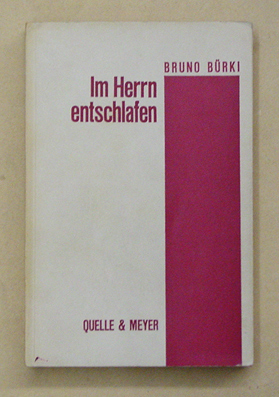 BRUNO BÜRKI
Im Herrn
entschlafen
QUELLE & MEYER